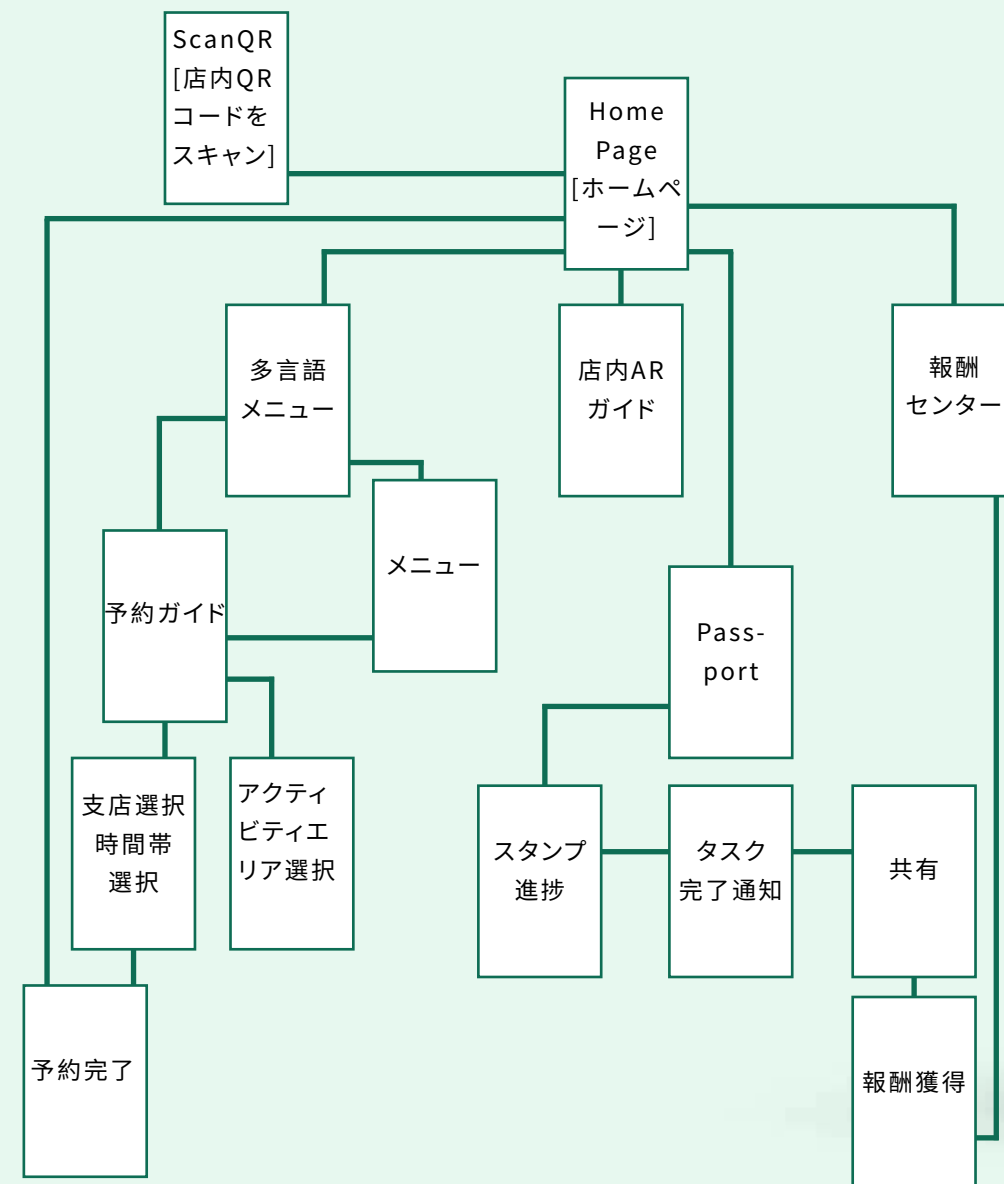 ScanQR
[店内QR
コードを
スキャン]
Home
Page
[ホームペ
ージ]
多言語
メニュー
店内AR
ガイド
報酬
センター
メニュー
予約ガイド
Pass-
port
支店選択
時間帯
選択
アクティ
ビティエ
リア選択
スタンプ
進捗
タスク
完了通知
共有
予約完了
報酬獲得